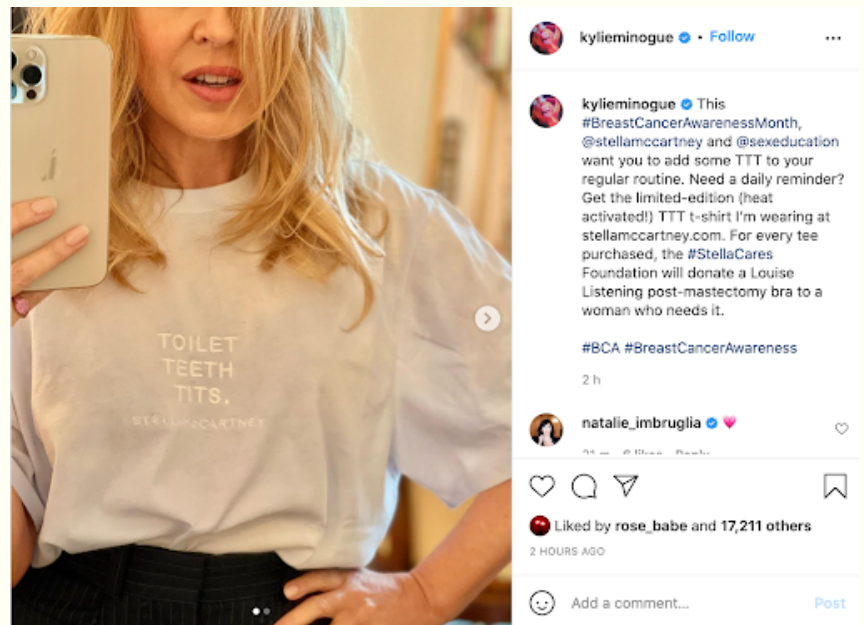 TOILET
TEETH
TITS.
#STELLAMCCARTNEY
kylieminogue • Follow
kylieminogue This
#BreastCancerAwarenessMonth,
@stellamccartney and @sexeducation
want you to add some TTT to your
regular routine. Need a daily reminder?
Get the limited-edition (heat
activated!) TTT t-shirt I'm wearing at
stellamccartney.com. For every tee
purchased, the #StellaCares
Foundation will donate a Louise
Listening post-mastectomy bra to a
woman who needs it.
#BCA #BreastCancerAwareness
2 h
natalie_imbruglia
Liked by rose_babe and 17,211 others
2 HOURS AGO
Add a comment...
Post